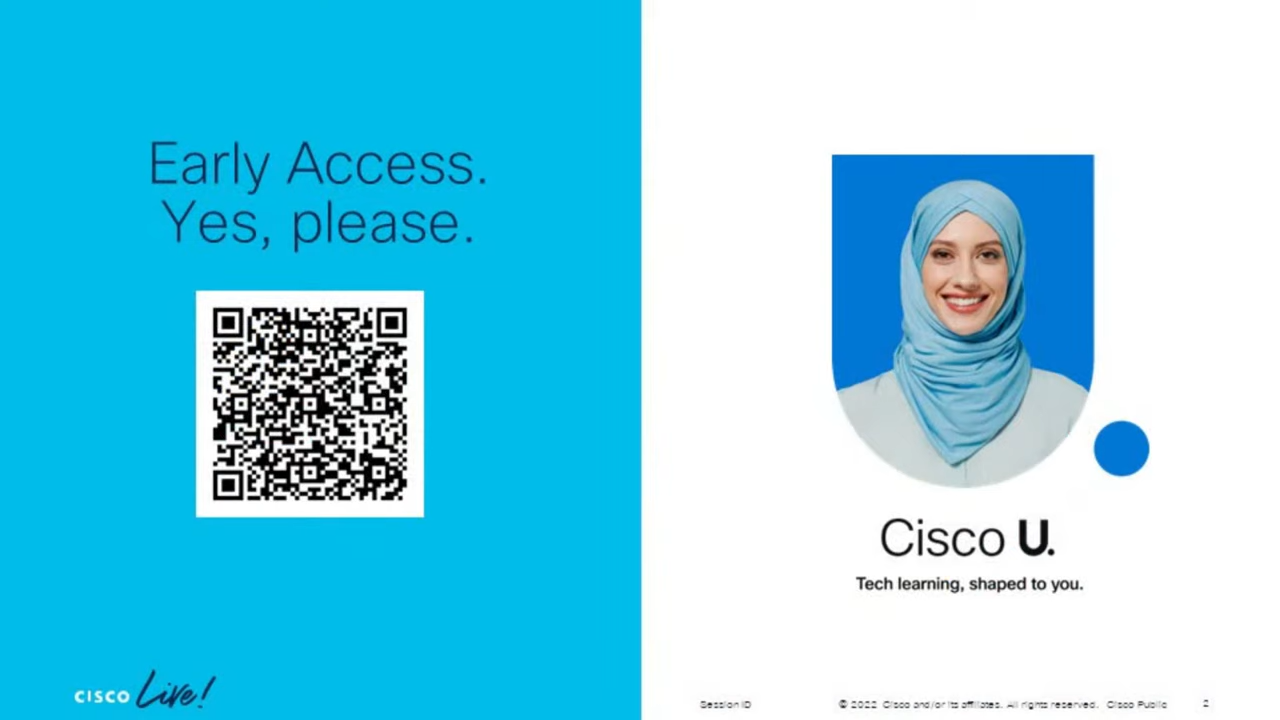 Early Access.
Yes, please.
CISCO Live!
Cisco U.
Tech learning, shaped to you.
Session ID
© 2022 Cisco and/or its affiliates. All rights reserved. Cisco Public
2